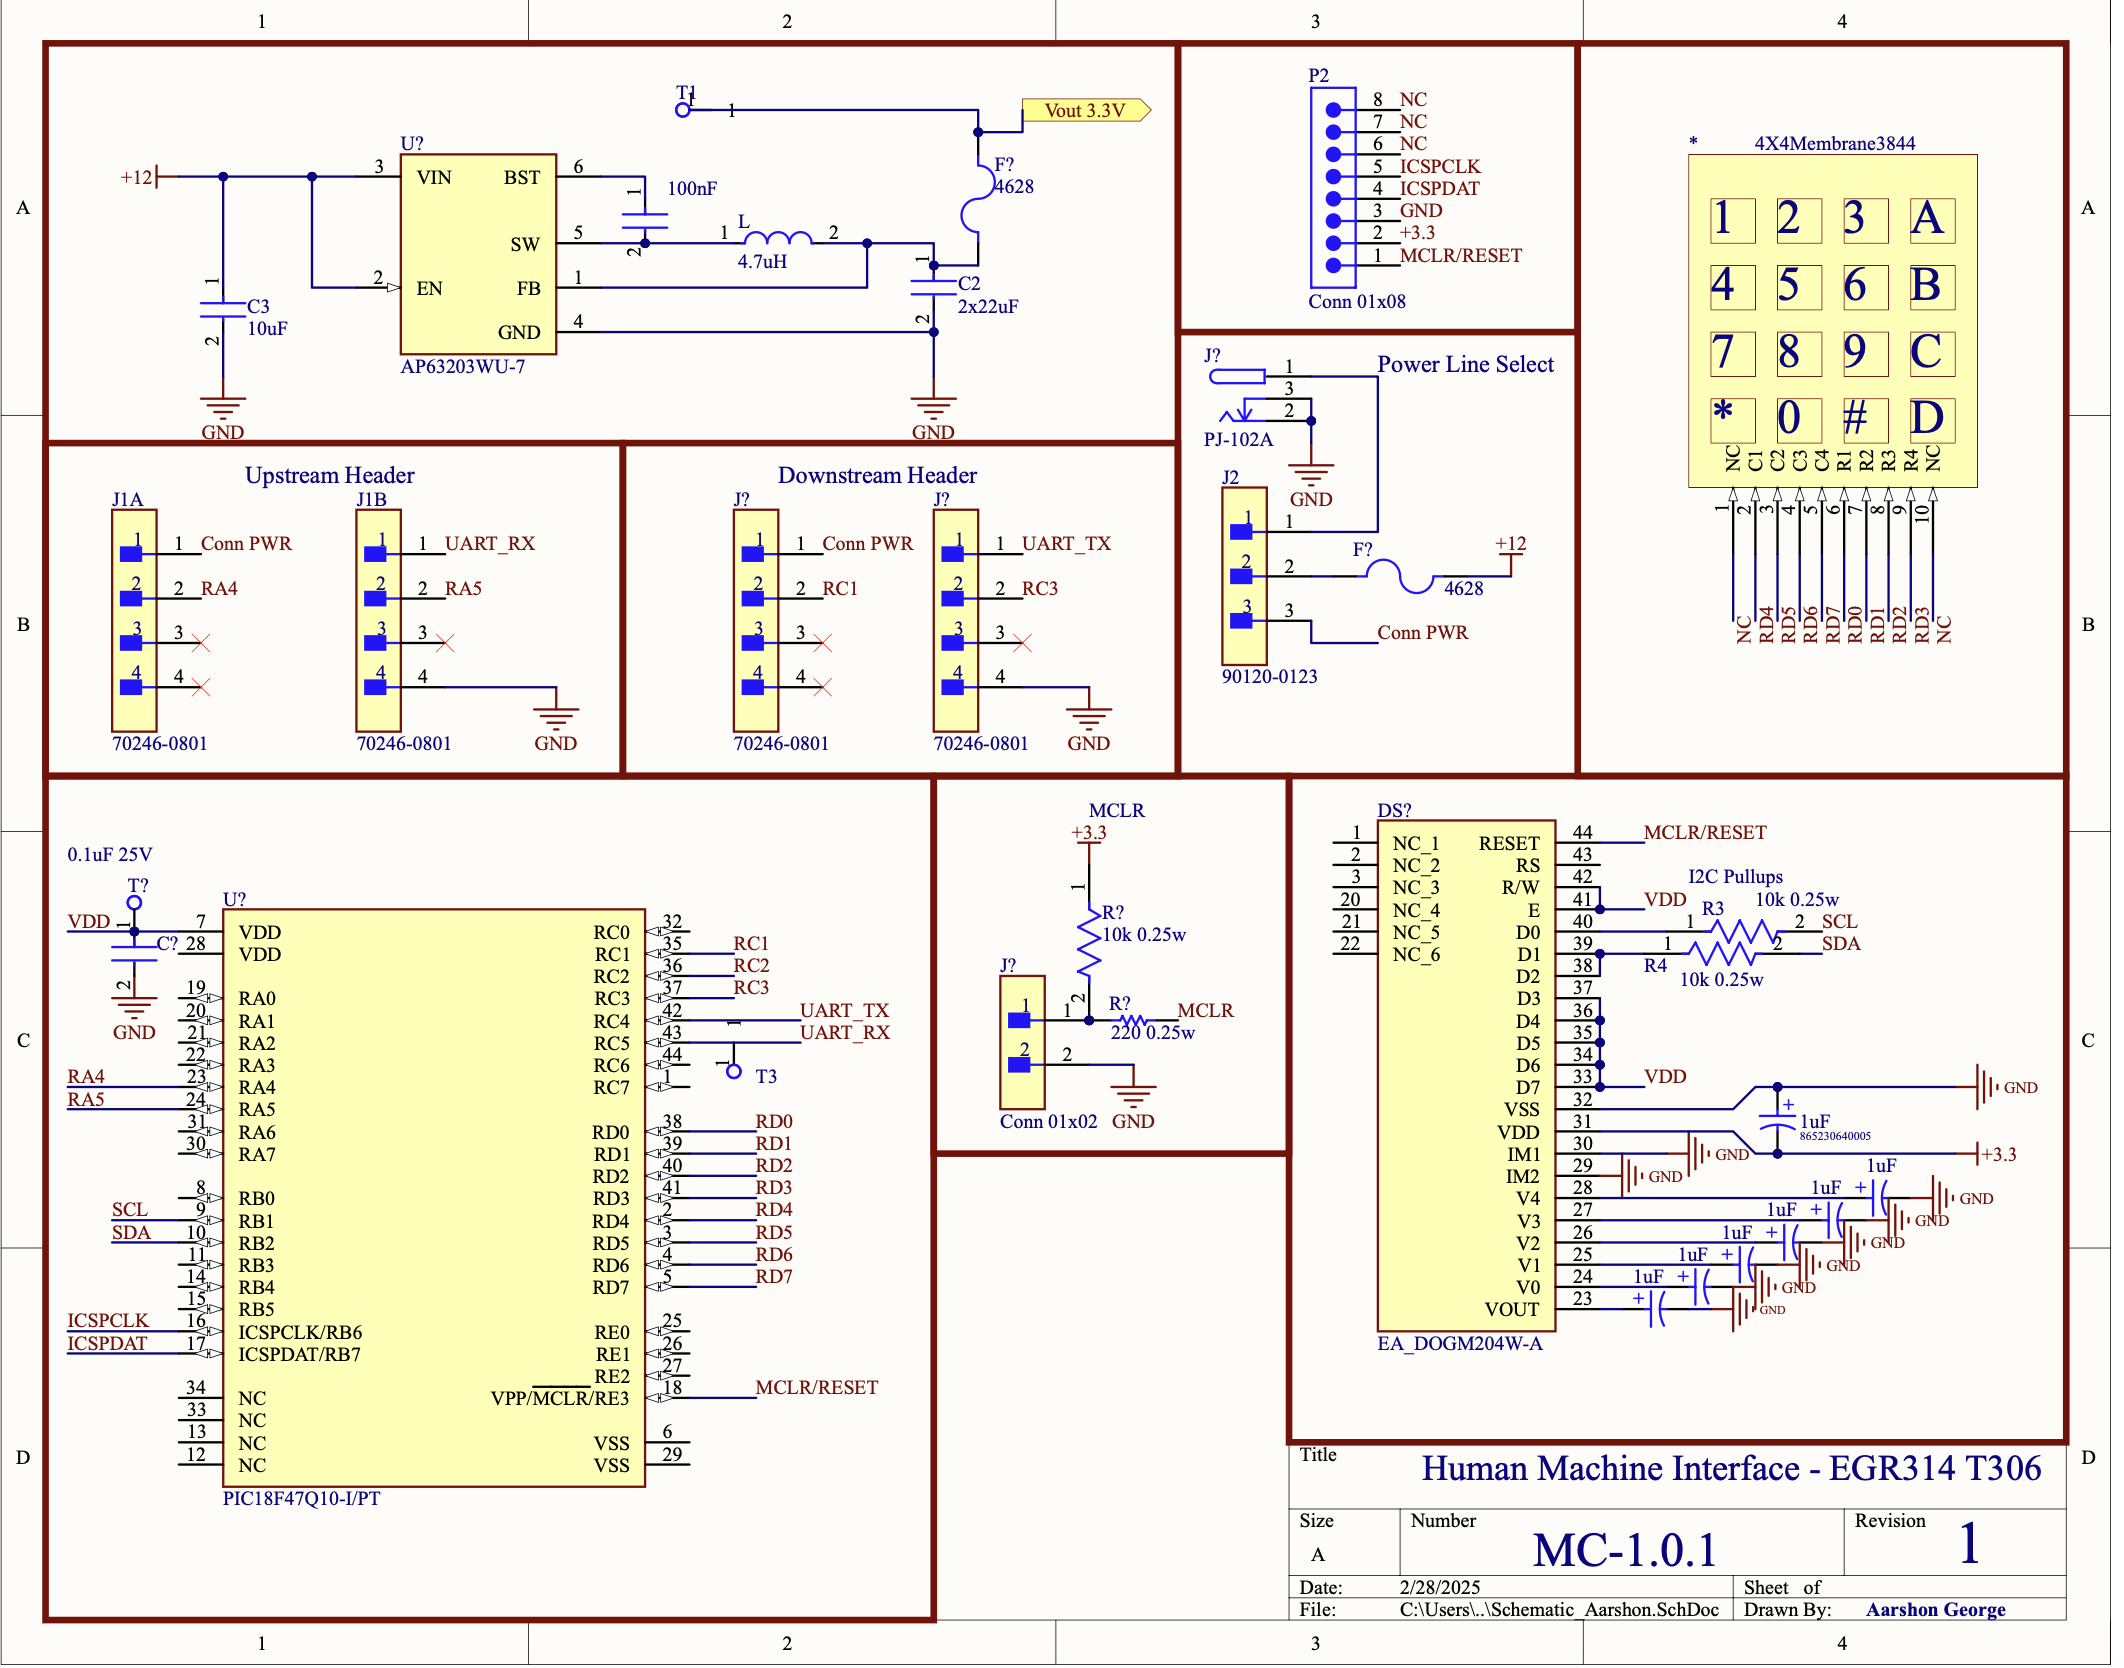 1 2 3 4
A
B
C
D
T1
1
1
Vout 3.3V
U?
+12
3 VIN BST 6
2 EN SW 5
FB 1
GND 4
AP63203WU-7
1
2
100nF
L
1 2
4.7uH
F?
4628
1
C2
2x22uF
2
1
C3
10uF
2
GND
GND
P2
8 NC
7 NC
6 NC
5 ICSPCLK
4 ICSPDAT
3 GND
2 +3.3
1 MCLR/RESET
Conn 01x08
* 4X4Membrane3844
1 2 3 A
4 5 6 B
7 8 9 C
* 0 # D
NC C1 C2 C3 C4 R1 R2 R3 R4 NC
1 2 3 4 5 6 7 8 9 10
NC RD4 RD5 RD6 RD7 RD0 RD1 RD2 RD3 NC
A
B
C
D
Power Line Select
J?
1
3
2
PJ-102A
GND
J2
1 1
2 2
3 3
F?
4628
+12
Conn PWR
90120-0123
Upstream Header
J1A
1 1 Conn PWR
2 2 RA4
3 3
4 4
70246-0801
J1B
1 1 UART_RX
2 2 RA5
3 3
4 4
GND
70246-0801
Downstream Header
J?
1 1 Conn PWR
2 2 RC1
3 3
4 4
70246-0801
J?
1 1 UART_TX
2 2 RC3
3 3
4 4
GND
70246-0801
0.1uF 25V
T?
1
VDD
C?
2
GND
U?
7 VDD
28 VDD
19 RA0
20 RA1
21 RA2
22 RA3
RA4 23 RA4
RA5 24 RA5
31 RA6
30 RA7
8 RB0
SCL 9 RB1
SDA 10 RB2
11 RB3
14 RB4
15 RB5
ICSPCLK 16 ICSPCLK/RB6
ICSPDAT 17 ICSPDAT/RB7
34 NC
33 NC
13 NC
12 NC
RC0 32
RC1 35 RC1
RC2 36 RC2
RC3 37 RC3
RC4 42 UART_TX
RC5 43 UART_RX
RC6 44
RC7 1
1
1
T3
RD0 38 RD0
RD1 39 RD1
RD2 40 RD2
RD3 41 RD3
RD4 2 RD4
RD5 3 RD5
RD6 4 RD6
RD7 5 RD7
RE0 25
RE1 26
RE2 27
VPP/MCLR/RE3 18 MCLR/RESET
VSS 6
VSS 29
PIC18F47Q10-I/PT
MCLR
+3.3
1
R?
10k 0.25w
2
J?
1 1
2 2
R?
220 0.25w
MCLR
Conn 01x02
GND
DS?
1 NC_1
2 NC_2
3 NC_3
20 NC_4
21 NC_5
22 NC_6
RESET 44 MCLR/RESET
RS 43
R/W 42
E 41 VDD
D0 40
D1 39
D2 38
D3 37
D4 36
D5 35
D6 34
D7 33 VDD
VSS 32
VDD 31
IM1 30 GND
IM2 29 GND
V4 28
V3 27
V2 26
V1 25
V0 24
VOUT 23
I2C Pullups
10k 0.25w
1 R3 2 SCL
1 2 SDA
R4
10k 0.25w
GND
+
1uF
865230640005
+3.3
1uF
1uF + GND
1uF + GND
1uF + GND
1uF + GND
1uF + GND
+ GND
EA_DOGM204W-A
Title
Human Machine Interface - EGR314 T306
Size Number Revision
A MC-1.0.1 1
Date: 2/28/2025 Sheet of
File: C:\Users\..\Schematic_Aarshon.SchDoc Drawn By: Aarshon George
1 2 3 4